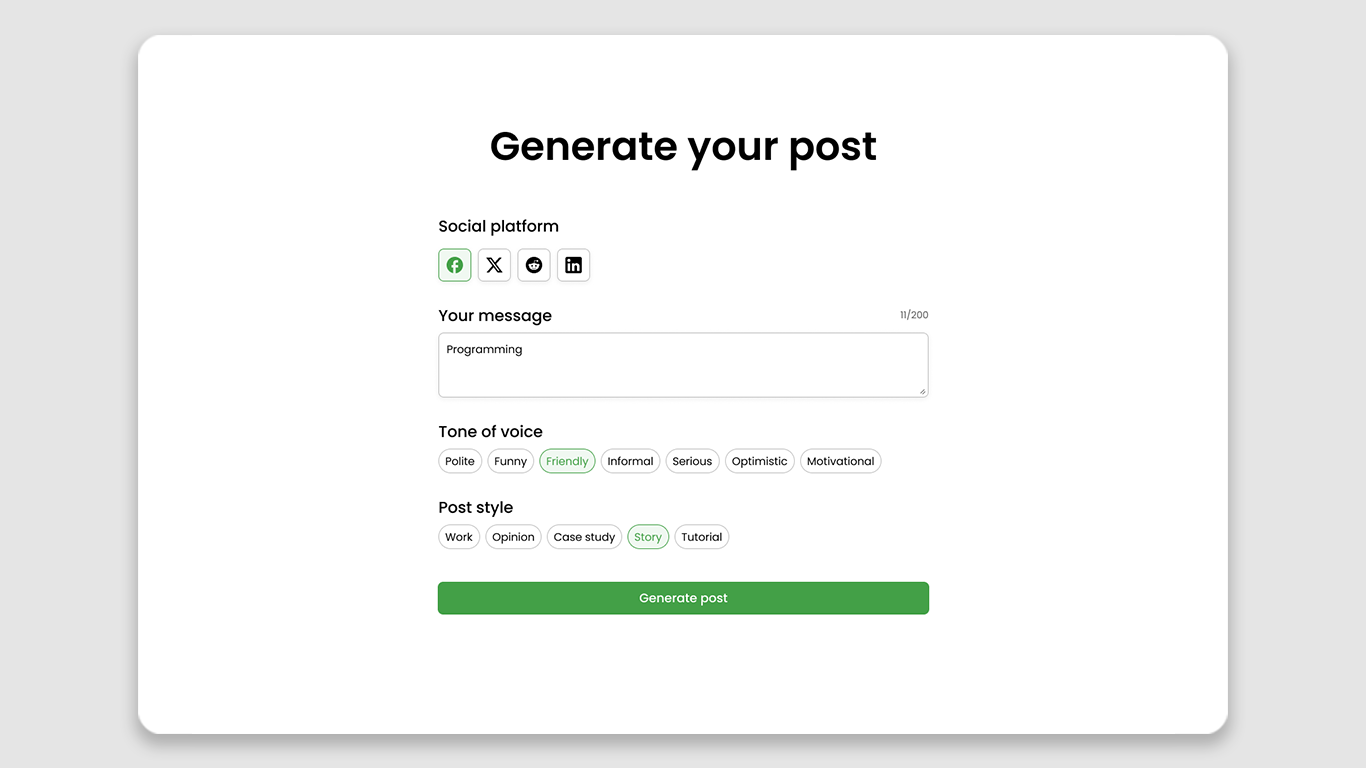 Generate your post
Social platform
Your message 11/200
Programming
Tone of voice
Polite Funny Friendly Informal Serious Optimistic Motivational
Post style
Work Opinion Case study Story Tutorial
Generate post